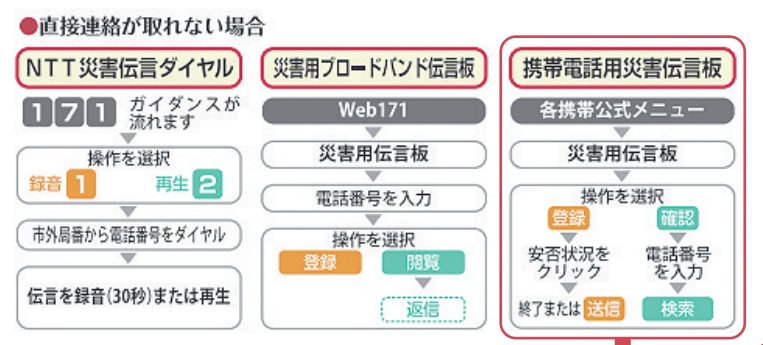 ●直接連絡が取れない場合
NTT災害伝言ダイヤル
171 ガイダンスが
流れます
操作を選択
録音 1 再生 2
市外局番から電話番号をダイヤル
伝言を録音(30秒)または再生
災害用ブロードバンド伝言板
Web171
災害用伝言板
電話番号を入力
操作を選択
登録 閲覧
返信
携帯電話用災害伝言板
各携帯公式メニュー
災害用伝言板
操作を選択
登録 確認
安否状況を
クリック
電話番号
を入力
終了または 送信
検索